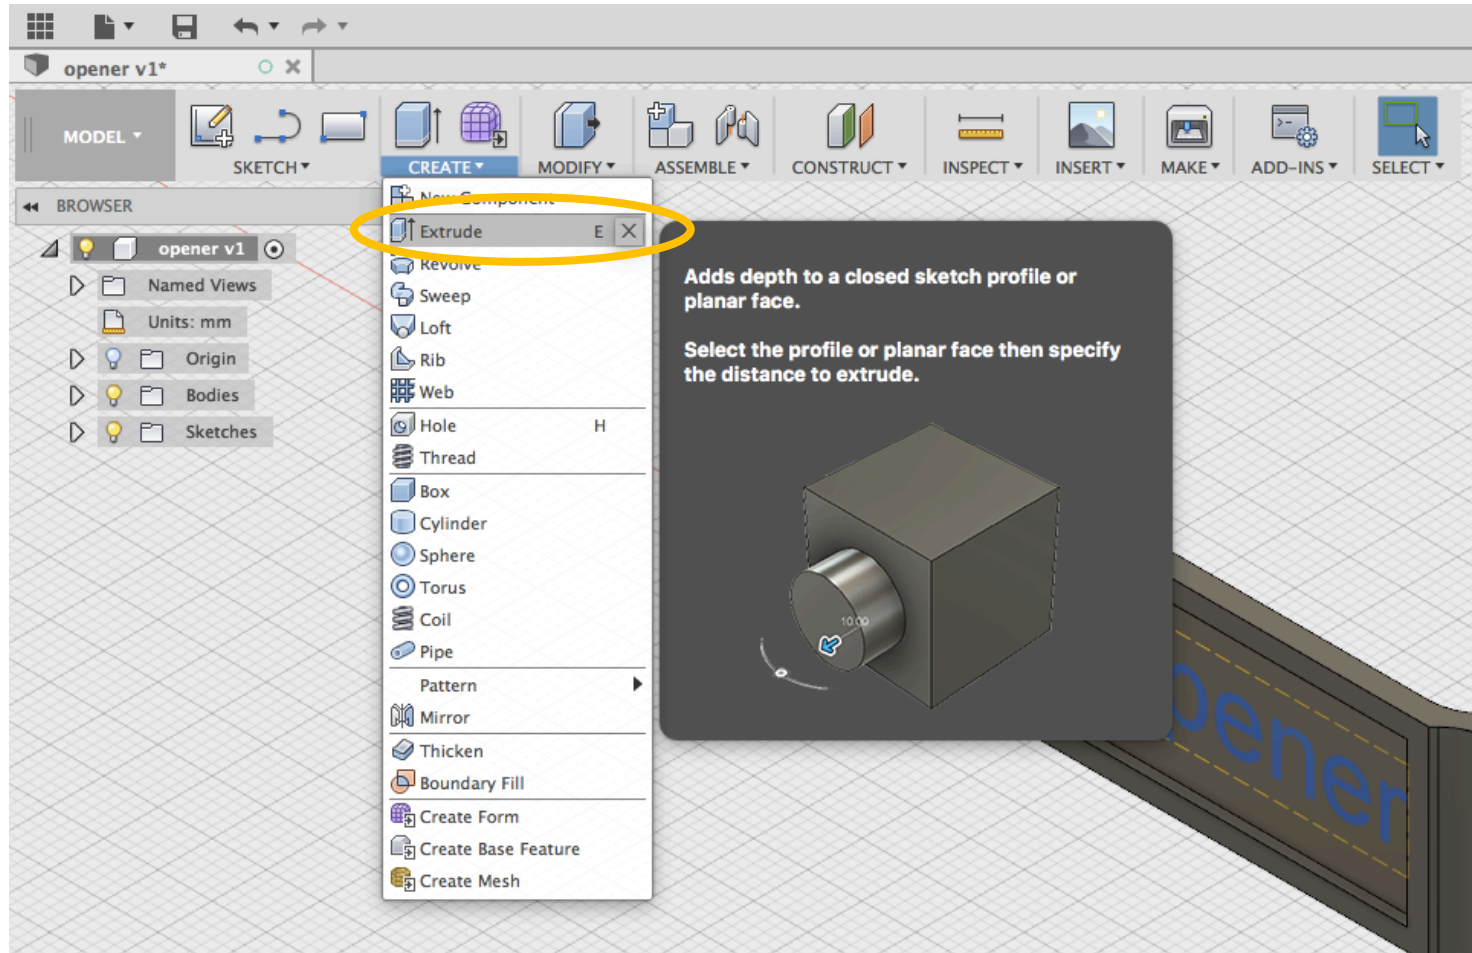 opener v1*
MODEL
SKETCH
CREATE
MODIFY
ASSEMBLE
CONSTRUCT
INSPECT
INSERT
MAKE
ADD-INS
SELECT
BROWSER
opener v1
Named Views
Units: mm
Origin
Bodies
Sketches
New Component
Extrude E
Revolve
Sweep
Loft
Rib
Web
Hole H
Thread
Box
Cylinder
Sphere
Torus
Coil
Pipe
Pattern
Mirror
Thicken
Boundary Fill
Create Form
Create Base Feature
Create Mesh
Adds depth to a closed sketch profile or
planar face.
Select the profile or planar face then specify
the distance to extrude.
10.00
pener